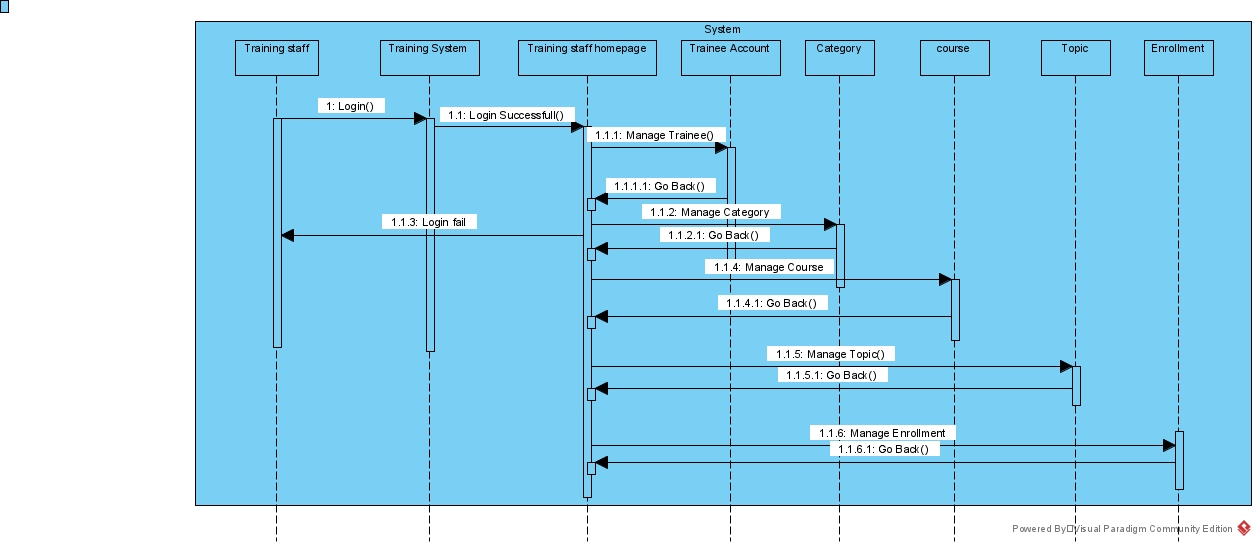 System
Training staff
Training System
Training staff homepage
Trainee Account
Category
course
Topic
Enrollment
1: Login()
1.1: Login Successfull()
1.1.1: Manage Trainee()
1.1.1.1: Go Back()
1.1.2: Manage Category
1.1.3: Login fail
1.1.2.1: Go Back()
1.1.4: Manage Course
1.1.4.1: Go Back()
1.1.5: Manage Topic()
1.1.5.1: Go Back()
1.1.6: Manage Enrollment
1.1.6.1: Go Back()
Powered By□Visual Paradigm Community Edition